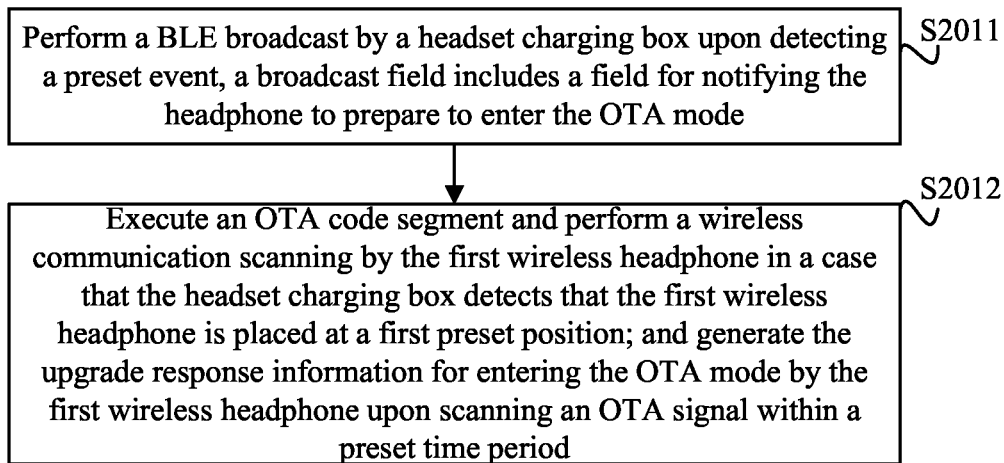 Perform a BLE broadcast by a headset charging box upon detecting
a preset event, a broadcast field includes a field for notifying the
headphone to prepare to enter the OTA mode
S2011
Execute an OTA code segment and perform a wireless
communication scanning by the first wireless headphone in a case
that the headset charging box detects that the first wireless
headphone is placed at a first preset position; and generate the
upgrade response information for entering the OTA mode by the
first wireless headphone upon scanning an OTA signal within a
preset time period
S2012